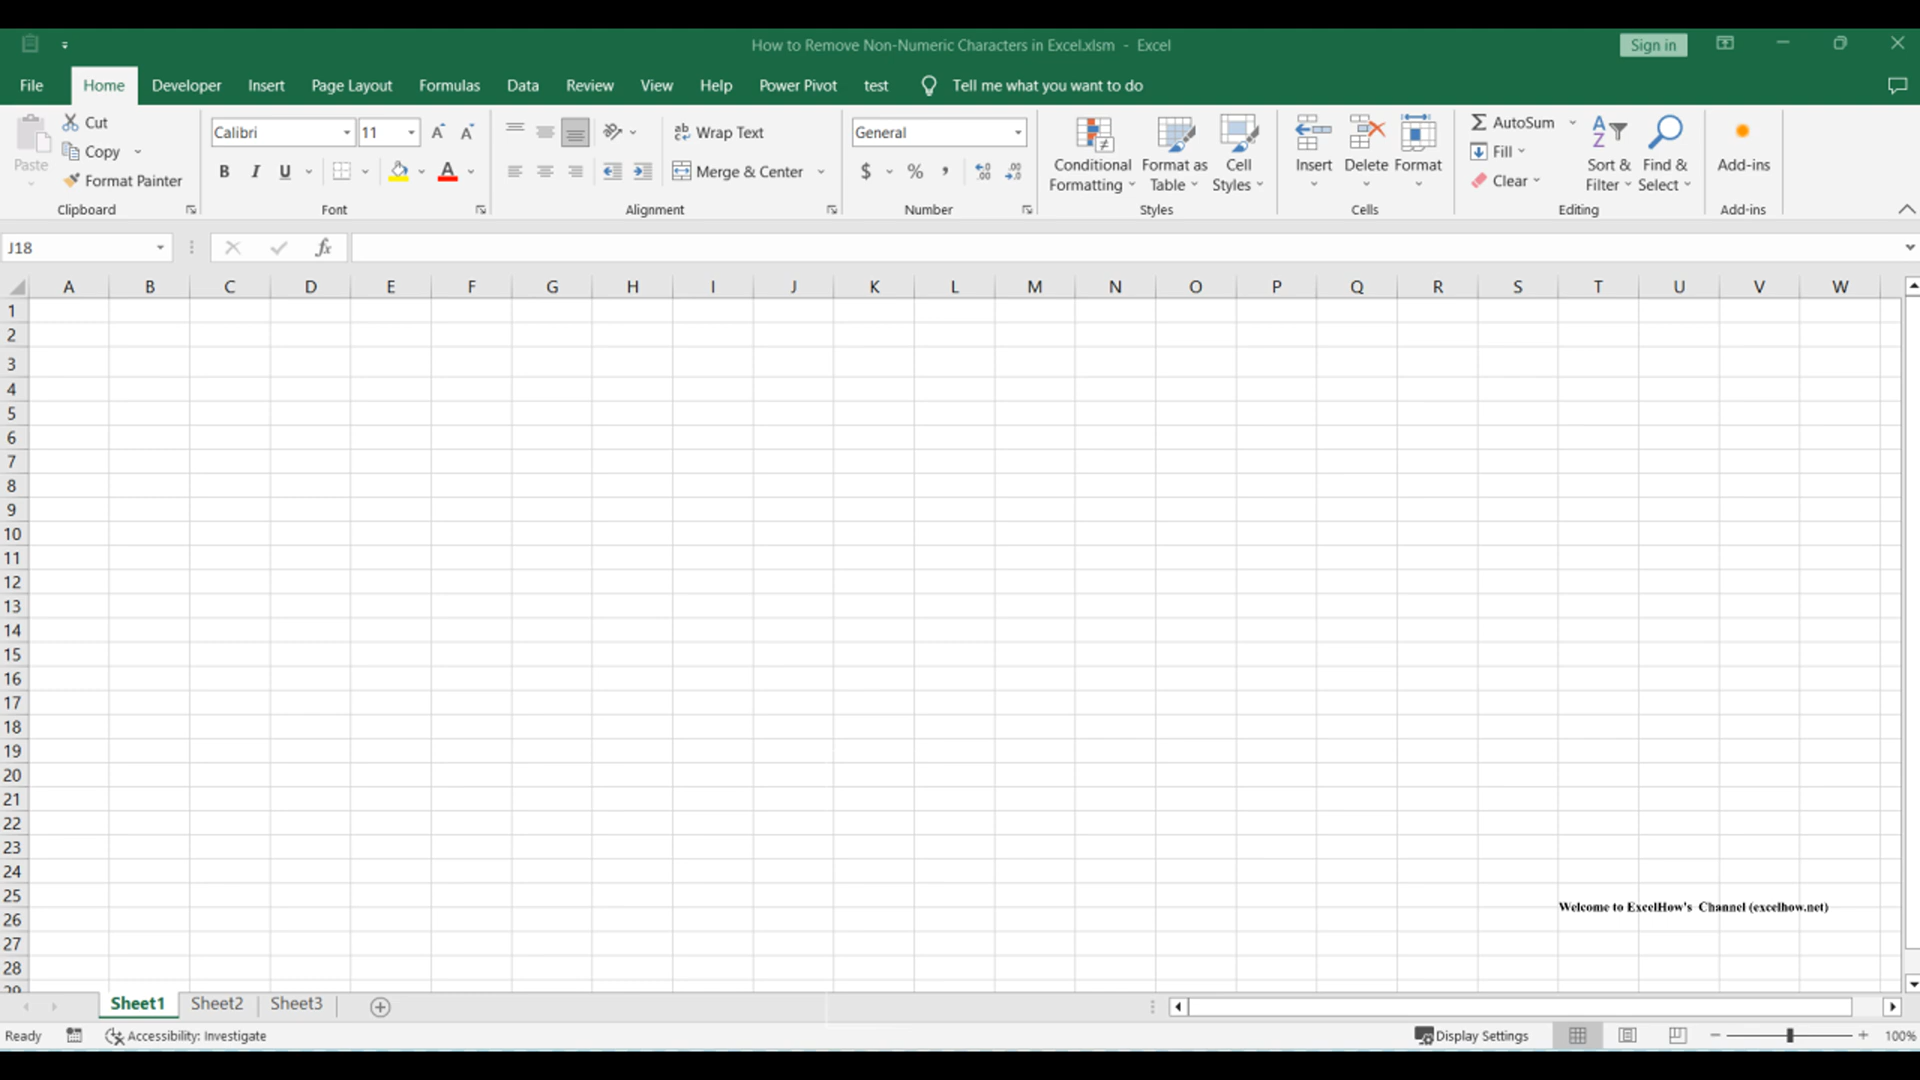 How to Remove Non-Numeric Characters in Excel.xlsm - Excel
Sign in
File Home Developer Insert Page Layout Formulas Data Review View Help Power Pivot test Tell me what you want to do
Paste
Cut
Copy
Format Painter
Clipboard
Calibri 11
B I U A
Font
Wrap Text
Merge & Center
Alignment
General
$ % ,
Number
Conditional Formatting
Format as Table
Cell Styles
Styles
Insert Delete Format
Cells
AutoSum
Fill
Clear
Sort & Filter
Find & Select
Editing
Add-ins
Add-ins
J18 fx
A B C D E F G H I J K L M N O P Q R S T U V W
1
2
3
4
5
6
7
8
9
10
11
12
13
14
15
16
17
18
19
20
21
22
23
24
25
Welcome to ExcelHow's Channel (excelhow.net)
26
27
28
29
Sheet1 Sheet2 Sheet3
Ready Accessibility: Investigate Display Settings 100%